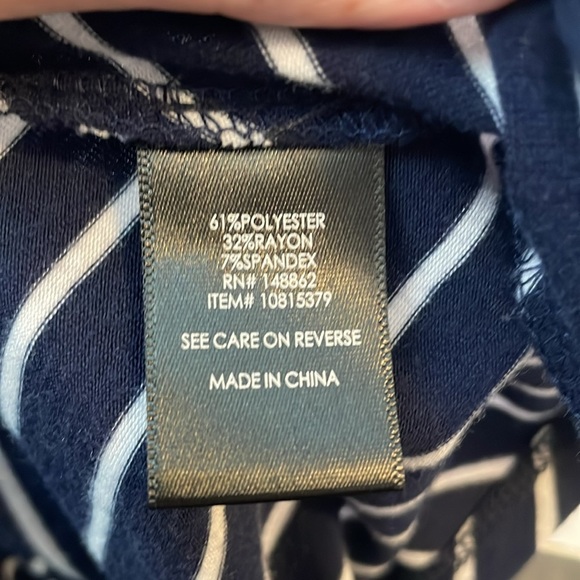 61%POLYESTER
32%RAYON
7%SPANDEX
RN# 148862
ITEM# 10815379
SEE CARE ON REVERSE
MADE IN CHINA